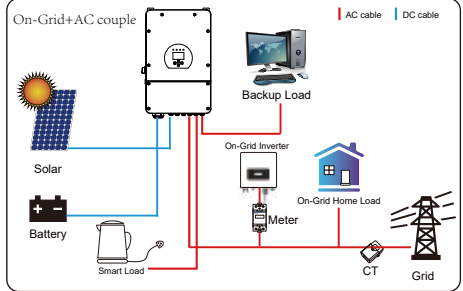 On-Grid+AC couple
AC cable
DC cable
Backup Load
Solar
On-Grid Inverter
Meter
On-Grid Home Load
Battery
Smart Load
CT
Grid